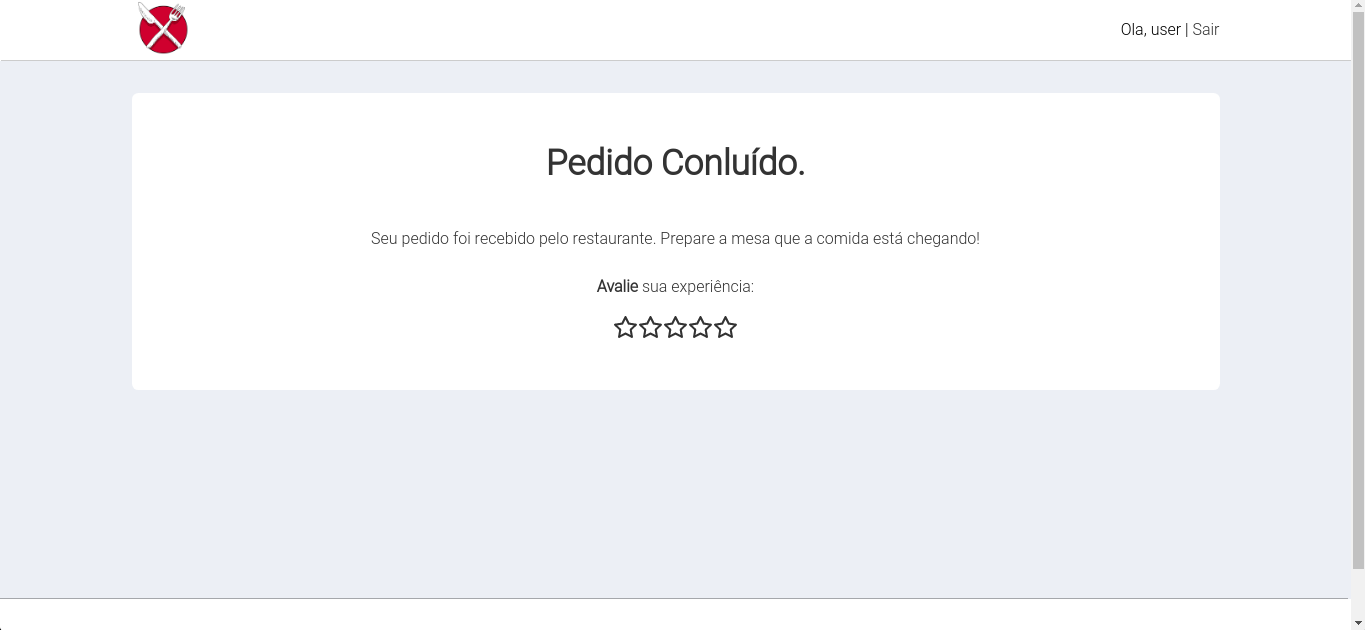 Ola, user | Sair
Pedido Conluído.
Seu pedido foi recebido pelo restaurante. Prepare a mesa que a comida está chegando!
Avalie sua experiência: